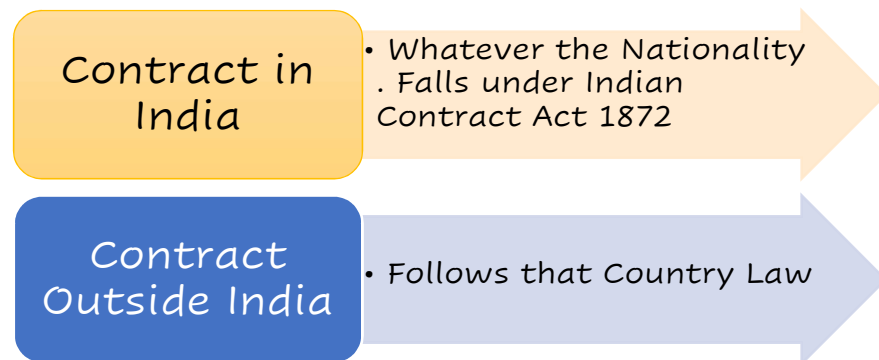 Contract in
India
• Whatever the Nationality
. Falls under Indian
Contract Act 1872
Contract
Outside India
• Follows that Country Law